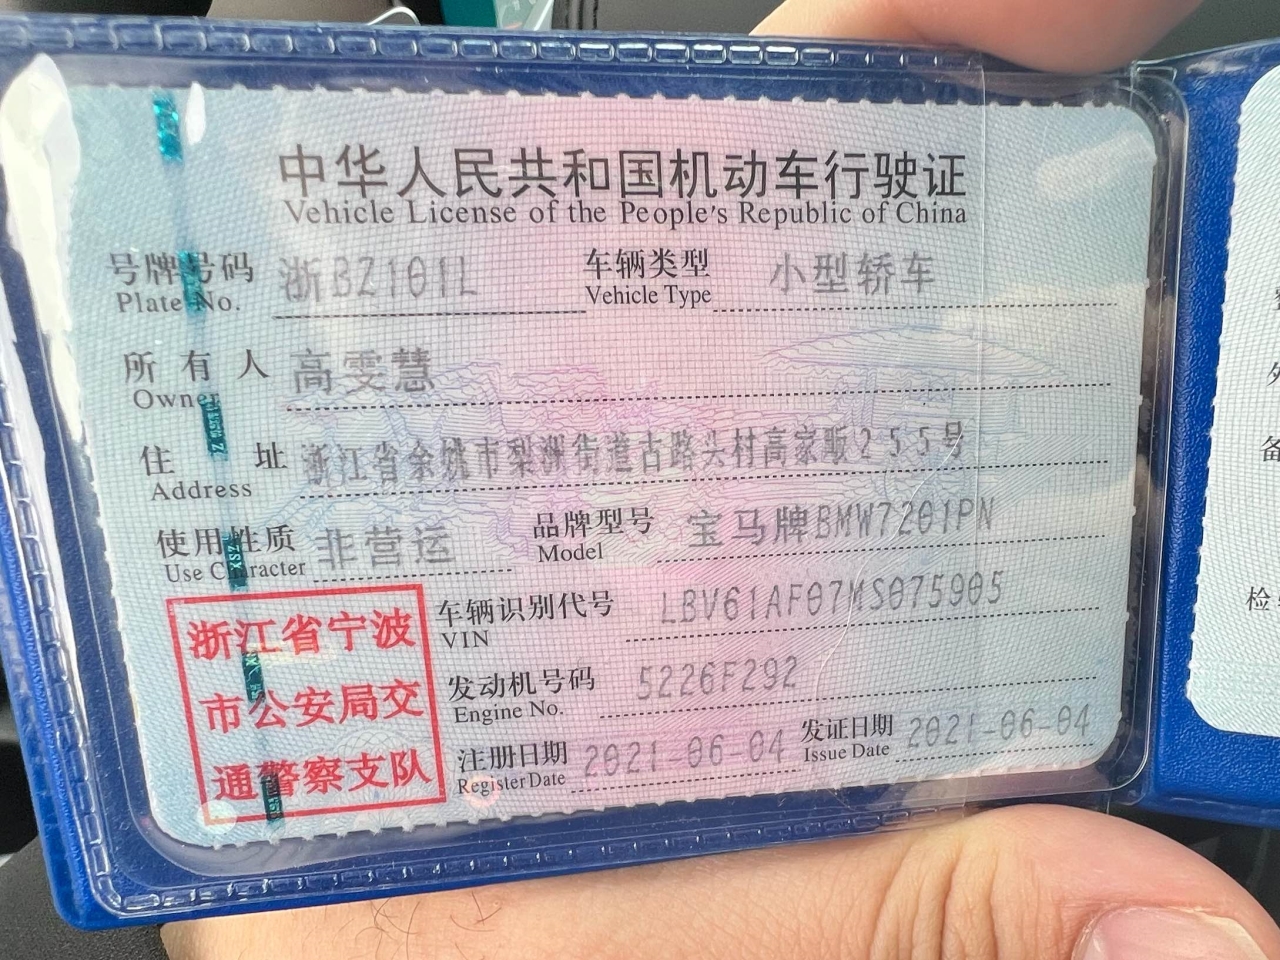 中华人民共和国机动车行驶证
Vehicle License of the People's Republic of China
号牌号码 浙BZ101L 车辆类型 小型轿车
Plate No. Vehicle Type
所有人 高雯慧
Owner
住址 浙江省余姚市梨洲街道古路头村高家畈255号
Address
使用性质 非营运 品牌型号 宝马牌BMW7201PN
Use Character Model
浙江省宁波
市公安局交
通警察支队
车辆识别代号 LBV61AF07MS075905
VIN
发动机号码 5226F292
Engine No.
注册日期 2021-06-04 发证日期 2021-06-04
Register Date Issue Date
备
检